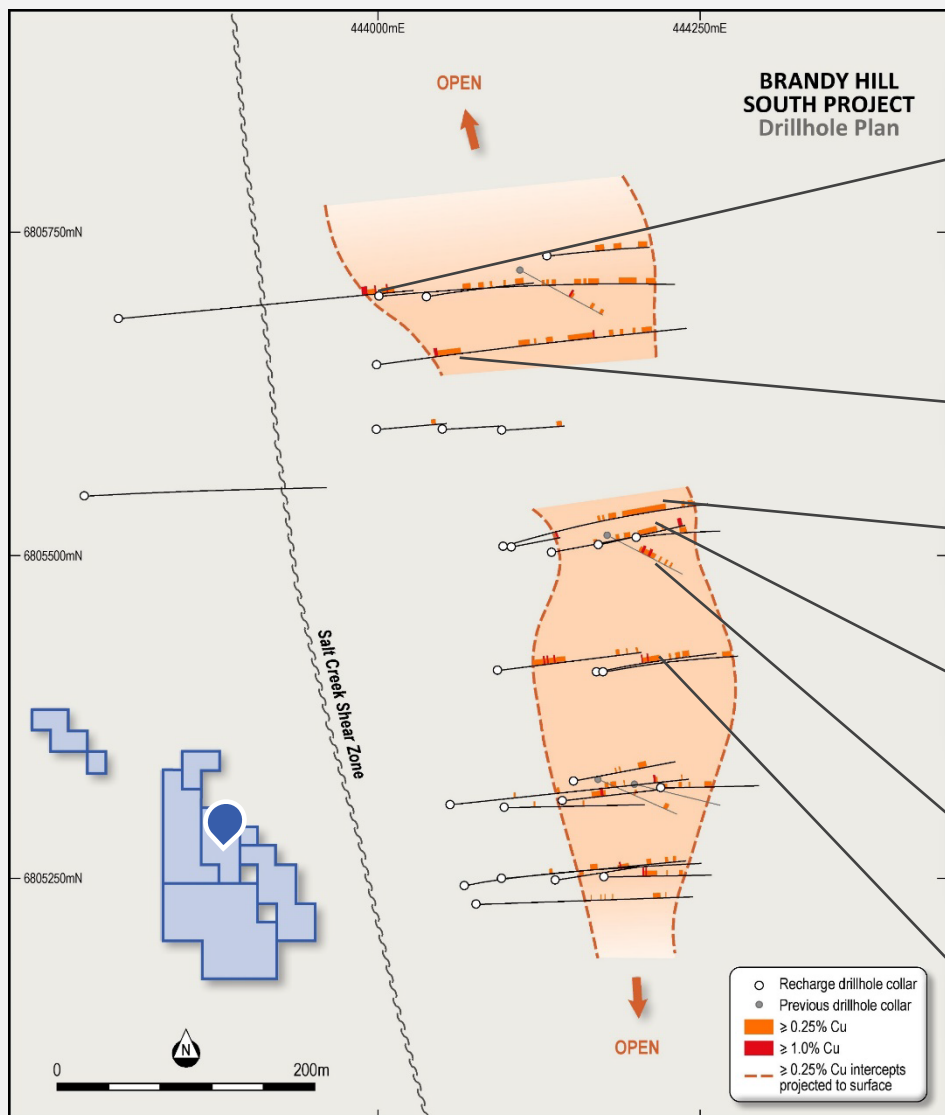 444000mE
444250mE
BRANDY HILL
SOUTH PROJECT
Drillhole Plan
OPEN
6805750mN
6805500mN
Salt Creek Shear Zone
6805250mN
N
0
200m
OPEN
Recharge drillhole collar
Previous drillhole collar
≥ 0.25% Cu
≥ 1.0% Cu
≥ 0.25% Cu intercepts
projected to surface